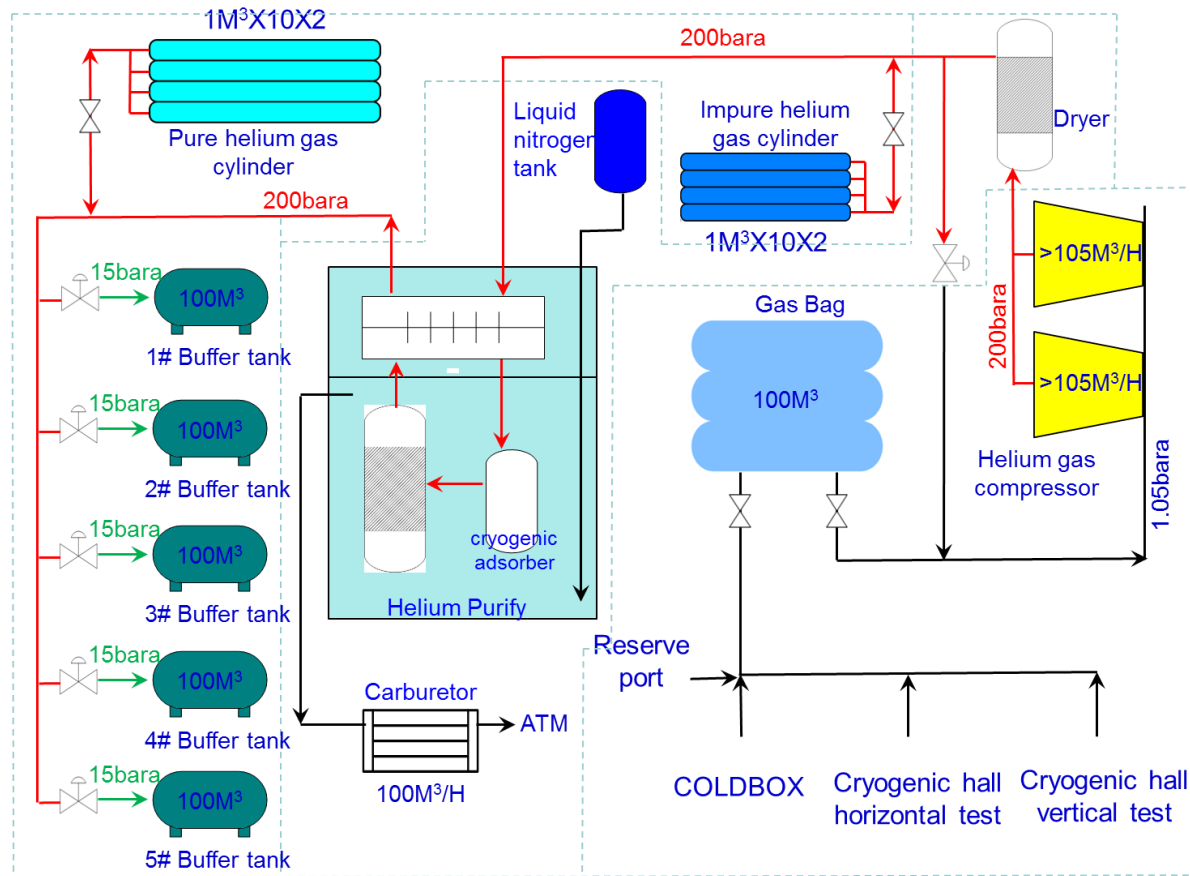 1M³X10X2
Pure helium gas
cylinder
200bara
Liquid
nitrogen
tank
Impure helium
gas cylinder
1M³X10X2
200bara
Dryer
>105M³/H
>105M³/H
200bara
Helium gas
compressor
1.05bara
Gas Bag
100M³
15bara
100M³
1# Buffer tank
15bara
100M³
2# Buffer tank
15bara
100M³
3# Buffer tank
15bara
100M³
4# Buffer tank
15bara
100M³
5# Buffer tank
cryogenic
adsorber
Helium Purify
Carburetor
ATM
100M³/H
Reserve
port
COLDBOX
Cryogenic hall
horizontal test
Cryogenic hall
vertical test